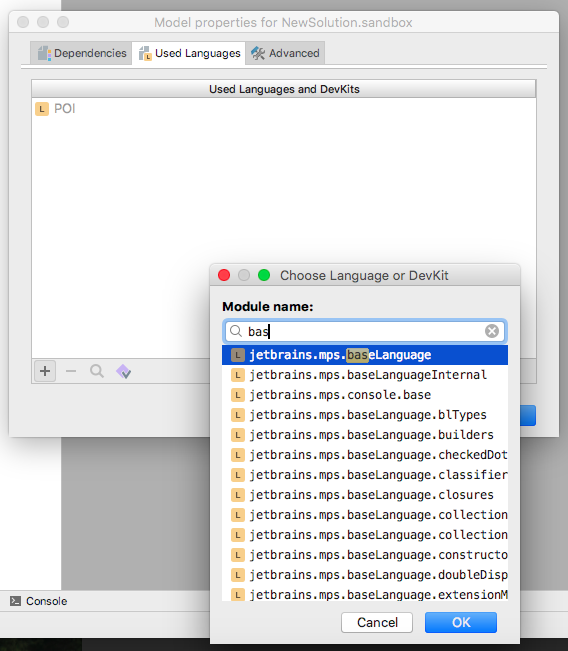 Model properties for NewSolution.sandbox
Dependencies
Used Languages
Advanced
Used Languages and DevKits
L POI
Choose Language or DevKit
Module name:
bas
L jetbrains.mps.baseLanguage
L jetbrains.mps.baseLanguageInternal
L jetbrains.mps.console.base
L jetbrains.mps.baseLanguage.blTypes
L jetbrains.mps.baseLanguage.builders
L jetbrains.mps.baseLanguage.checkedDot
L jetbrains.mps.baseLanguage.classifier
L jetbrains.mps.baseLanguage.closures
L jetbrains.mps.baseLanguage.collection
L jetbrains.mps.baseLanguage.collection
L jetbrains.mps.baseLanguage.constructo
L jetbrains.mps.baseLanguage.doubleDisp
L jetbrains.mps.baseLanguage.extensionM
Console
Cancel
OK